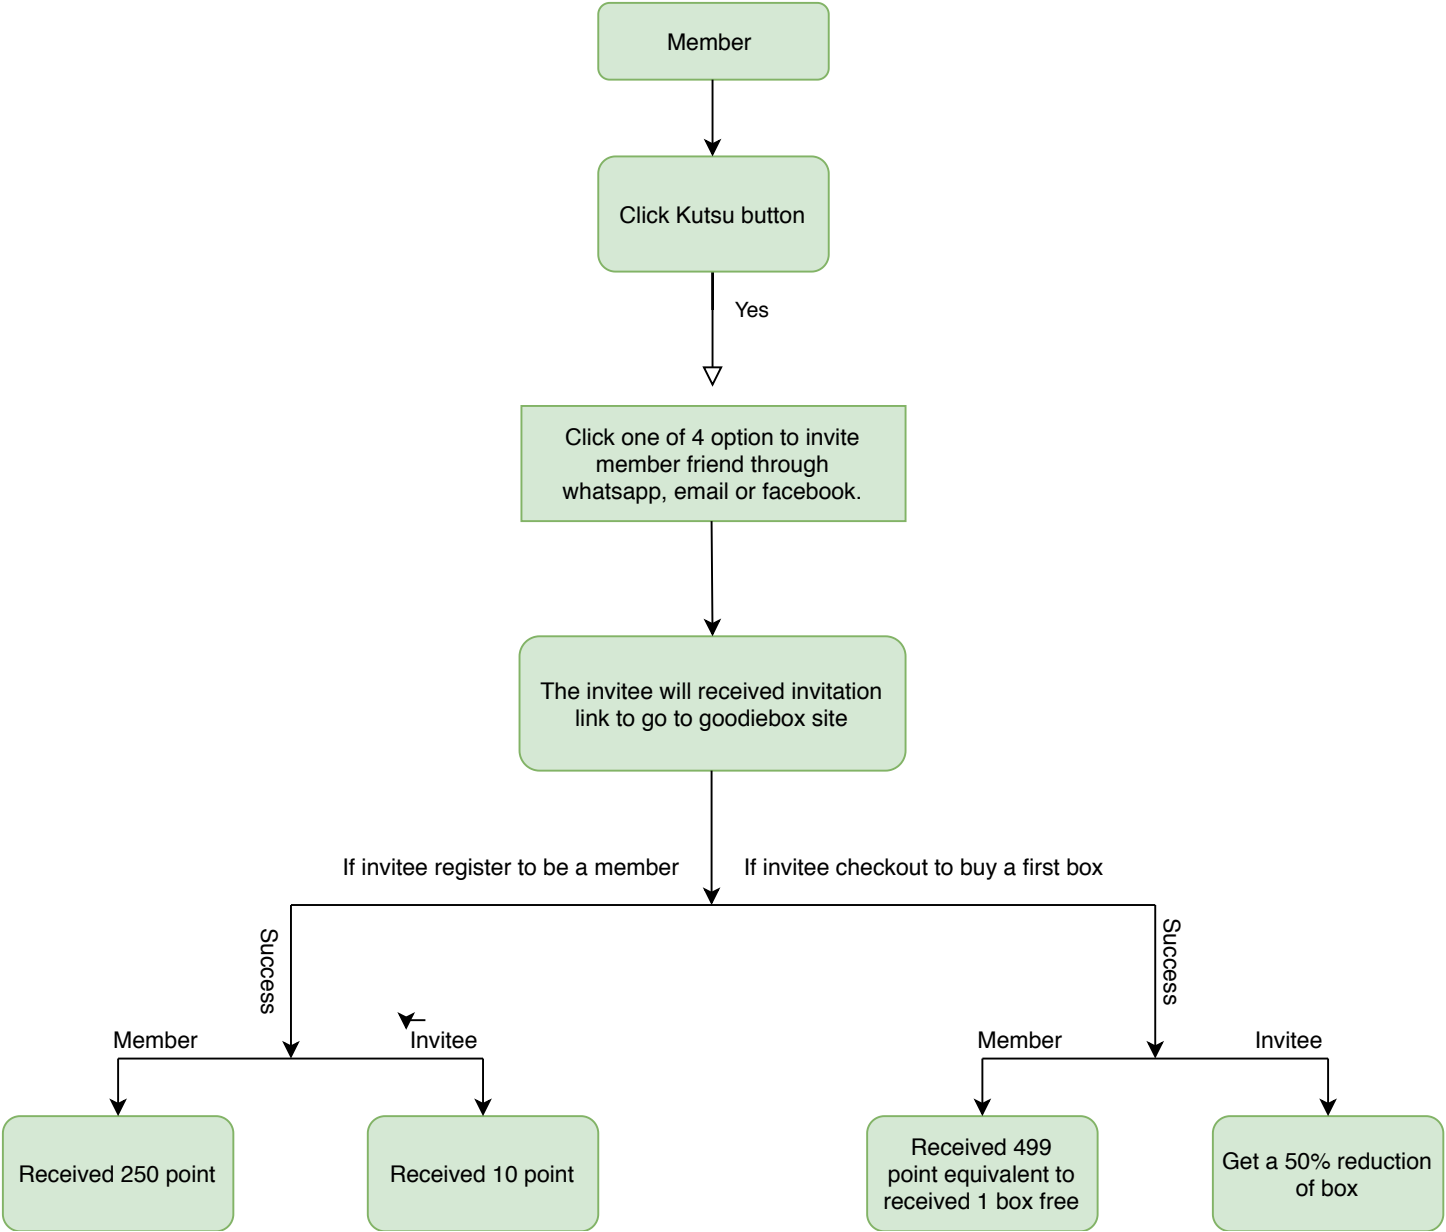 Member
Click Kutsu button
Yes
Click one of 4 option to invite
member friend through
whatsapp, email or facebook.
The invitee will received invitation
link to go to goodiebox site
If invitee register to be a member
If invitee checkout to buy a first box
Success
Success
Member
Invitee
Member
Invitee
Received 250 point
Received 10 point
Received 499
point equivalent to
received 1 box free
Get a 50% reduction
of box